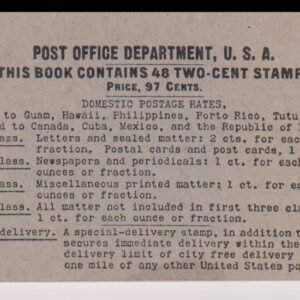 POST OFFICE DEPARTMENT, U. S. A.
THIS BOOK CONTAINS 48 TWO-CENT STAMP
PRICE, 97 CENTS.
DOMESTIC POSTAGE RATES.
to Guam, Hawaii, Philippines, Porto Rico, Tutu
d to Canada, Cuba, Mexico, and the Republic of
lass. Letters and sealed matter: 2 cts. for each
fraction. Postal cards and post cards, 1
lass. Newspapers and periodicals: 1 ct. for each
ounces or fraction.
ass. Miscellaneous printed matter: 1 ct. for e
ounces or fraction.
lass. All matter not included in first three cl
1 ct. for each ounce or fraction.
delivery. A special-delivery stamp, in addition t
secures immediate delivery within the
delivery limit of city free delivery
one mile of any other United States po